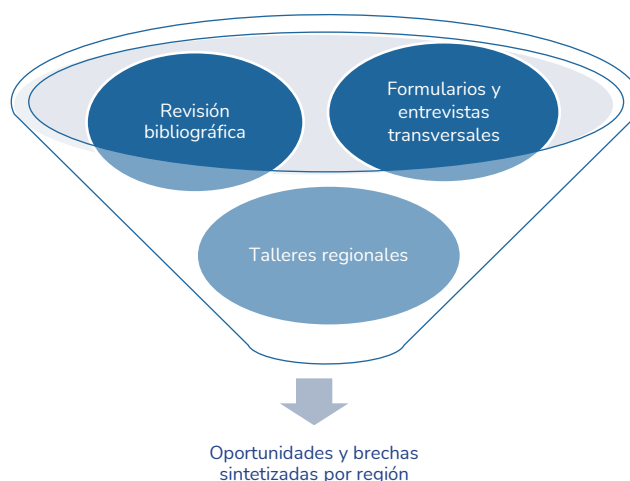 Revisión
bibliográfica
Formularios y
entrevistas
transversales
Talleres regionales
Oportunidades y brechas
sintetizadas por región